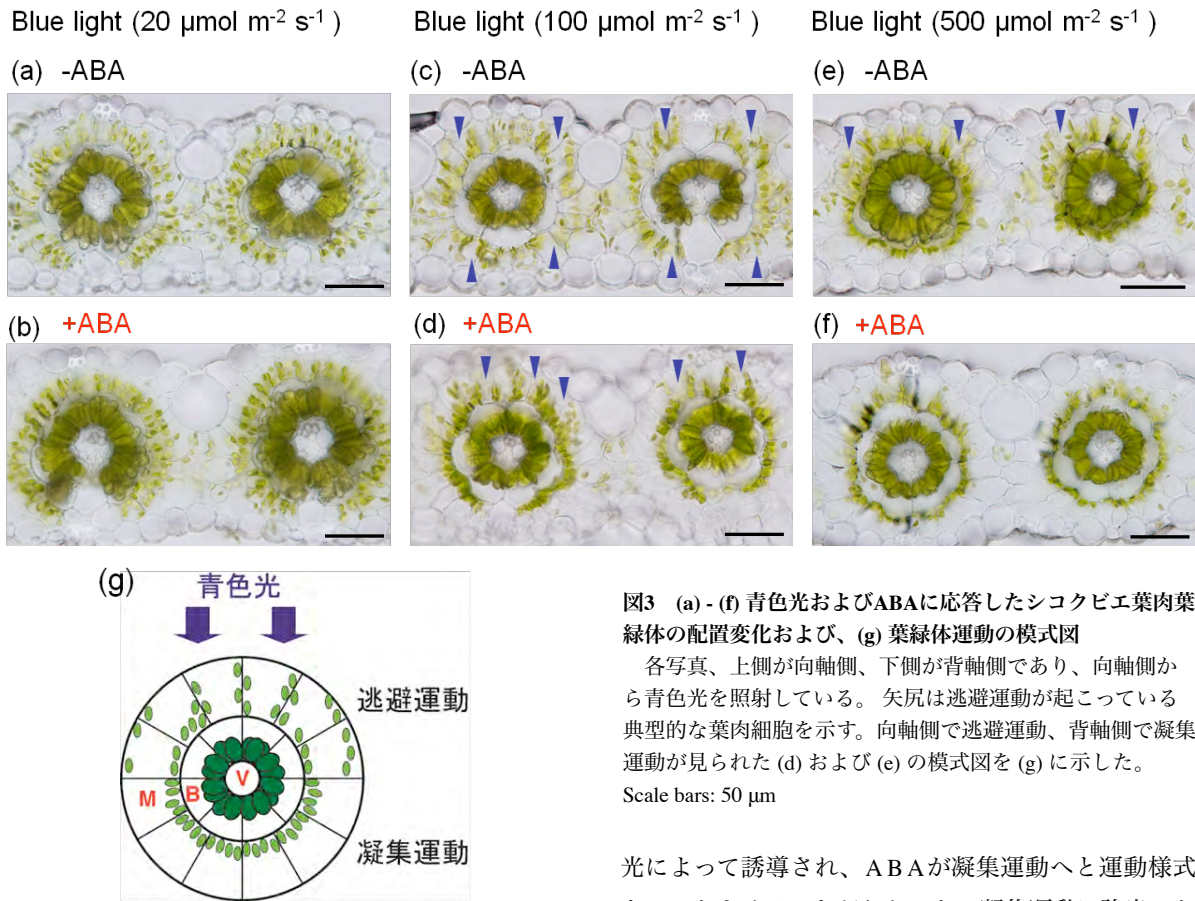 Blue light (20 µmol m-2 s-1 )
Blue light (100 µmol m-2 s-1 )
Blue light (500 µmol m-2 s-1 )
(a) -ABA
(c) -ABA
(e) -ABA
(b) +ABA
(d) +ABA
(f) +ABA
(g)
青色光
逃避運動
M
B
V
凝集運動
図3 (a) - (f) 青色光およびABAに応答したシコクビエ葉肉葉
緑体の配置変化および、(g) 葉緑体運動の模式図
各写真、上側が向軸側、下側が背軸側であり、向軸側か
ら青色光を照射している。 矢尻は逃避運動が起こっている
典型的な葉肉細胞を示す。向軸側で逃避運動、背軸側で凝集
運動が見られた (d) および (e) の模式図を (g) に示した。
Scale bars: 50 µm
光によって誘導され、ABAが凝集運動へと運動様式